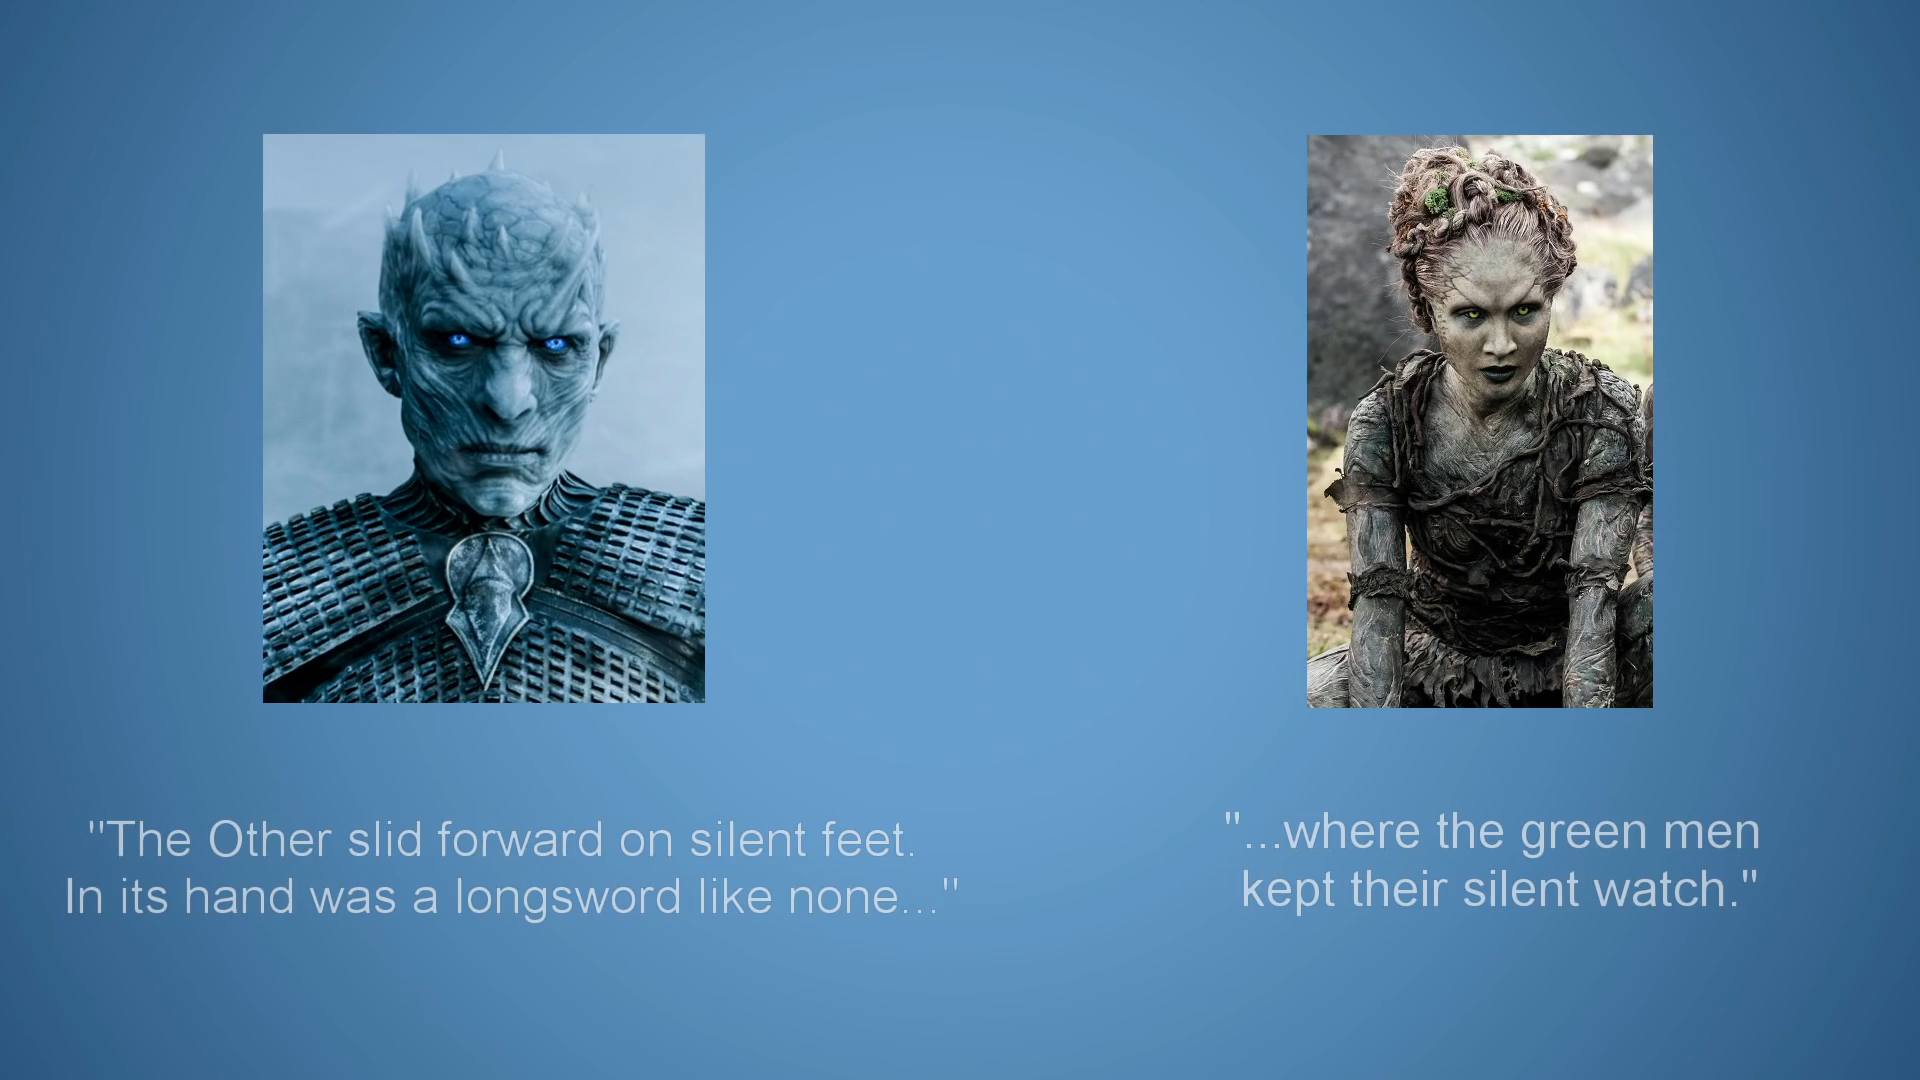 "The Other slid forward on silent feet.
In its hand was a longsword like none..."
"...where the green men
kept their silent watch."